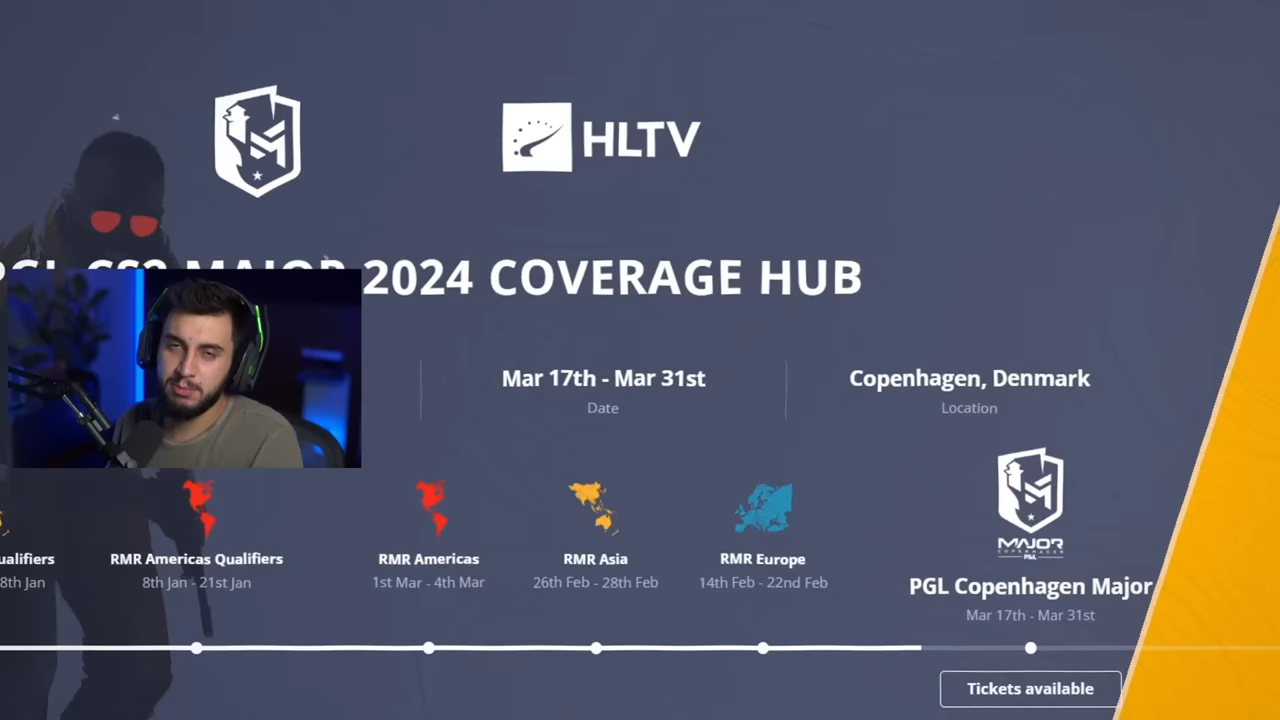 HLTV
2024 COVERAGE HUB
Mar 17th - Mar 31st
Copenhagen, Denmark
Date
Location
MAJOR
COPENHAGEN
PGL
ualifiers
RMR Americas Qualifiers
RMR Americas
RMR Asia
RMR Europe
8th Jan
8th Jan - 21st Jan
1st Mar - 4th Mar
26th Feb - 28th Feb
14th Feb - 22nd Feb
PGL Copenhagen Major
Mar 17th - Mar 31st
Tickets available